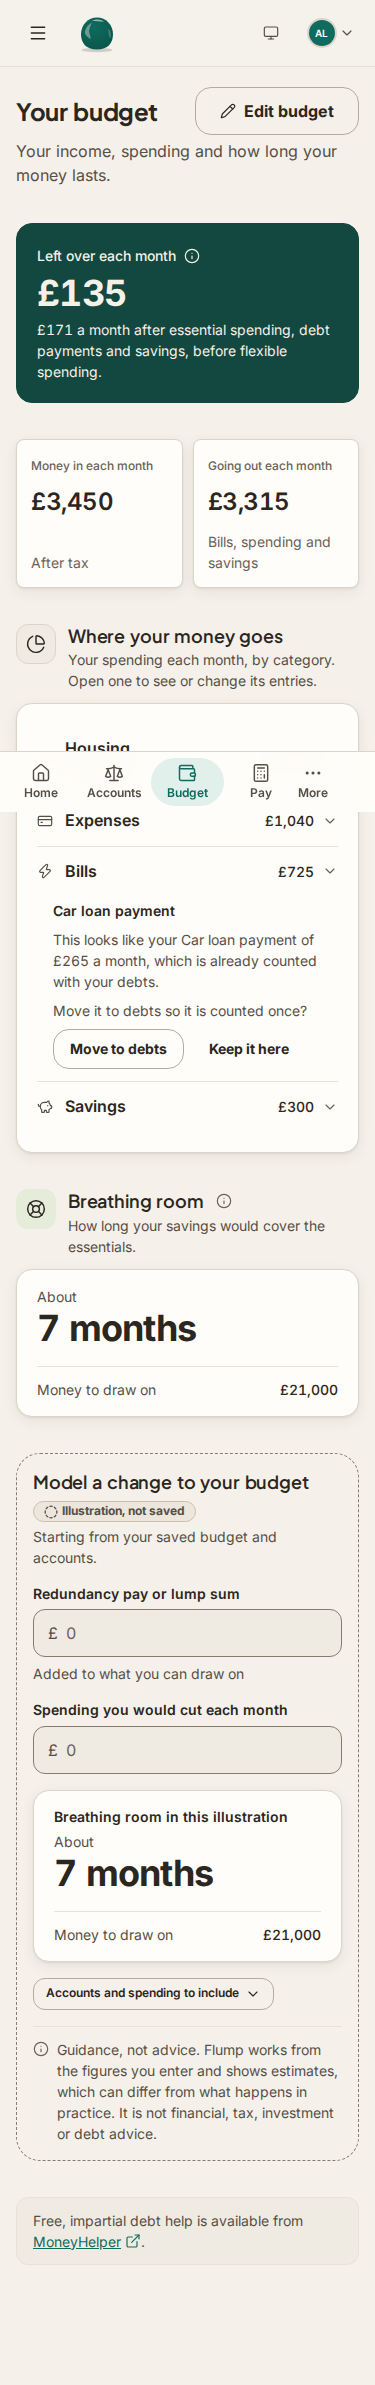 AL
Your budget
Edit budget
Your income, spending and how long your
money lasts.
Left over each month
£135
£171 a month after essential spending, debt
payments and savings, before flexible
spending.
Money in each month
£3,450
After tax
Going out each month
£3,315
Bills, spending and
savings
Where your money goes
Your spending each month, by category.
Open one to see or change its entries.
Housing
Home
Accounts
Budget
Pay
More
Expenses £1,040
Bills £725
Car loan payment
This looks like your Car loan payment of
£265 a month, which is already counted
with your debts.
Move it to debts so it is counted once?
Move to debts
Keep it here
Savings £300
Breathing room
How long your savings would cover the
essentials.
About
7 months
Money to draw on £21,000
Model a change to your budget
Illustration, not saved
Starting from your saved budget and
accounts.
Redundancy pay or lump sum
£ 0
Added to what you can draw on
Spending you would cut each month
£ 0
Breathing room in this illustration
About
7 months
Money to draw on £21,000
Accounts and spending to include
Guidance, not advice. Flump works from
the figures you enter and shows estimates,
which can differ from what happens in
practice. It is not financial, tax, investment
or debt advice.
Free, impartial debt help is available from
MoneyHelper.